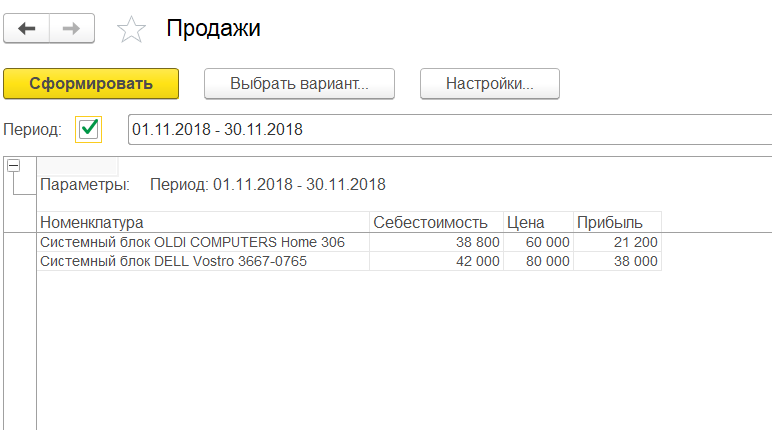 Продажи
Сформировать Выбрать вариант... Настройки...
Период: 01.11.2018 - 30.11.2018
Параметры: Период: 01.11.2018 - 30.11.2018
Номенклатура Себестоимость Цена Прибыль
Системный блок OLDI COMPUTERS Home 306 38 800 60 000 21 200
Системный блок DELL Vostro 3667-0765 42 000 80 000 38 000